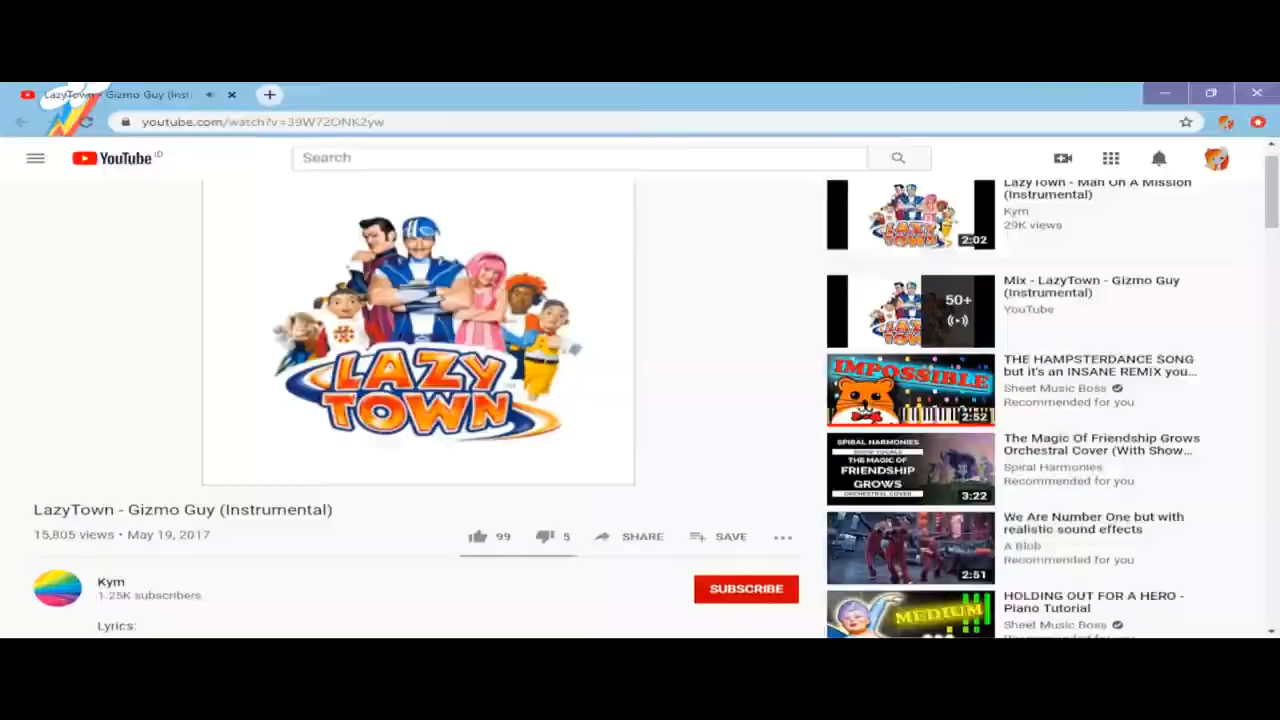 LazyTown - Gizmo Guy (Inst
youtube.com/watch?v=39W72ONK2yw
YouTube ID
Search
LAZY
TOWN
LazyTown - Gizmo Guy (Instrumental)
15,805 views • May 19, 2017
99
5
SHARE
SAVE
Kym
1.25K subscribers
SUBSCRIBE
Lyrics:
LazyTown - Man On A Mission
(Instrumental)
Kym
29K views
2:02
Mix - LazyTown - Gizmo Guy
(Instrumental)
YouTube
50+
THE HAMPSTERDANCE SONG
but it's an INSANE REMIX you...
Sheet Music Boss
Recommended for you
IMPOSSIBLE
2:52
The Magic Of Friendship Grows
Orchestral Cover (With Show...
Spiral Harmonies
Recommended for you
SPIRAL HARMONIES
THE MAGIC OF
FRIENDSHIP
GROWS
ORCHESTRAL COVER
3:22
We Are Number One but with
realistic sound effects
A Blob
Recommended for you
2:51
HOLDING OUT FOR A HERO -
Piano Tutorial
Sheet Music Boss
MEDIUM